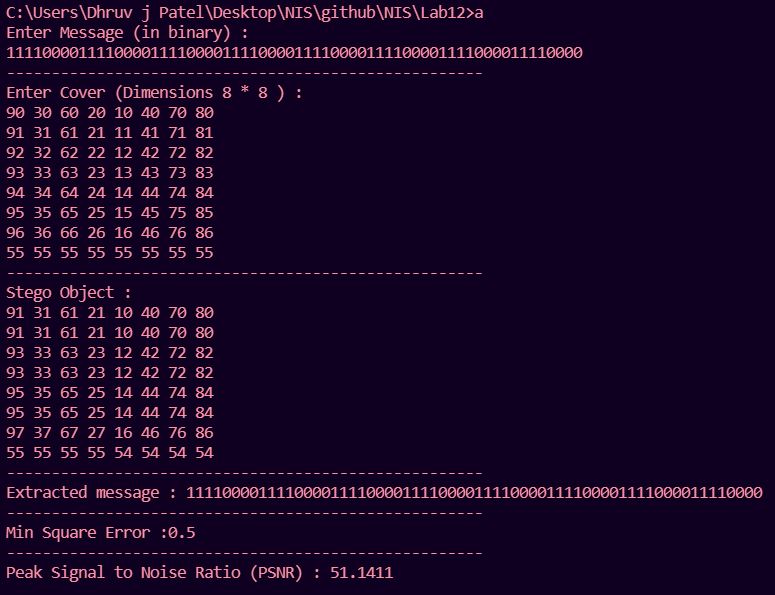 C:\Users\Dhruv j Patel\Desktop\NIS\github\NIS\Lab12>a
Enter Message (in binary) :
1111000011110000111100001111000011110000111100001111000011110000
-----------------------------------------------------
Enter Cover (Dimensions 8 * 8 ) :
90 30 60 20 10 40 70 80
91 31 61 21 11 41 71 81
92 32 62 22 12 42 72 82
93 33 63 23 13 43 73 83
94 34 64 24 14 44 74 84
95 35 65 25 15 45 75 85
96 36 66 26 16 46 76 86
55 55 55 55 55 55 55 55
-----------------------------------------------------
Stego Object :
91 31 61 21 10 40 70 80
91 31 61 21 10 40 70 80
93 33 63 23 12 42 72 82
93 33 63 23 12 42 72 82
95 35 65 25 14 44 74 84
95 35 65 25 14 44 74 84
97 37 67 27 16 46 76 86
55 55 55 55 54 54 54 54
-----------------------------------------------------
Extracted message : 1111000011110000111100001111000011110000111100001111000011110000
-----------------------------------------------------
Min Square Error :0.5
-----------------------------------------------------
Peak Signal to Noise Ratio (PSNR) : 51.1411